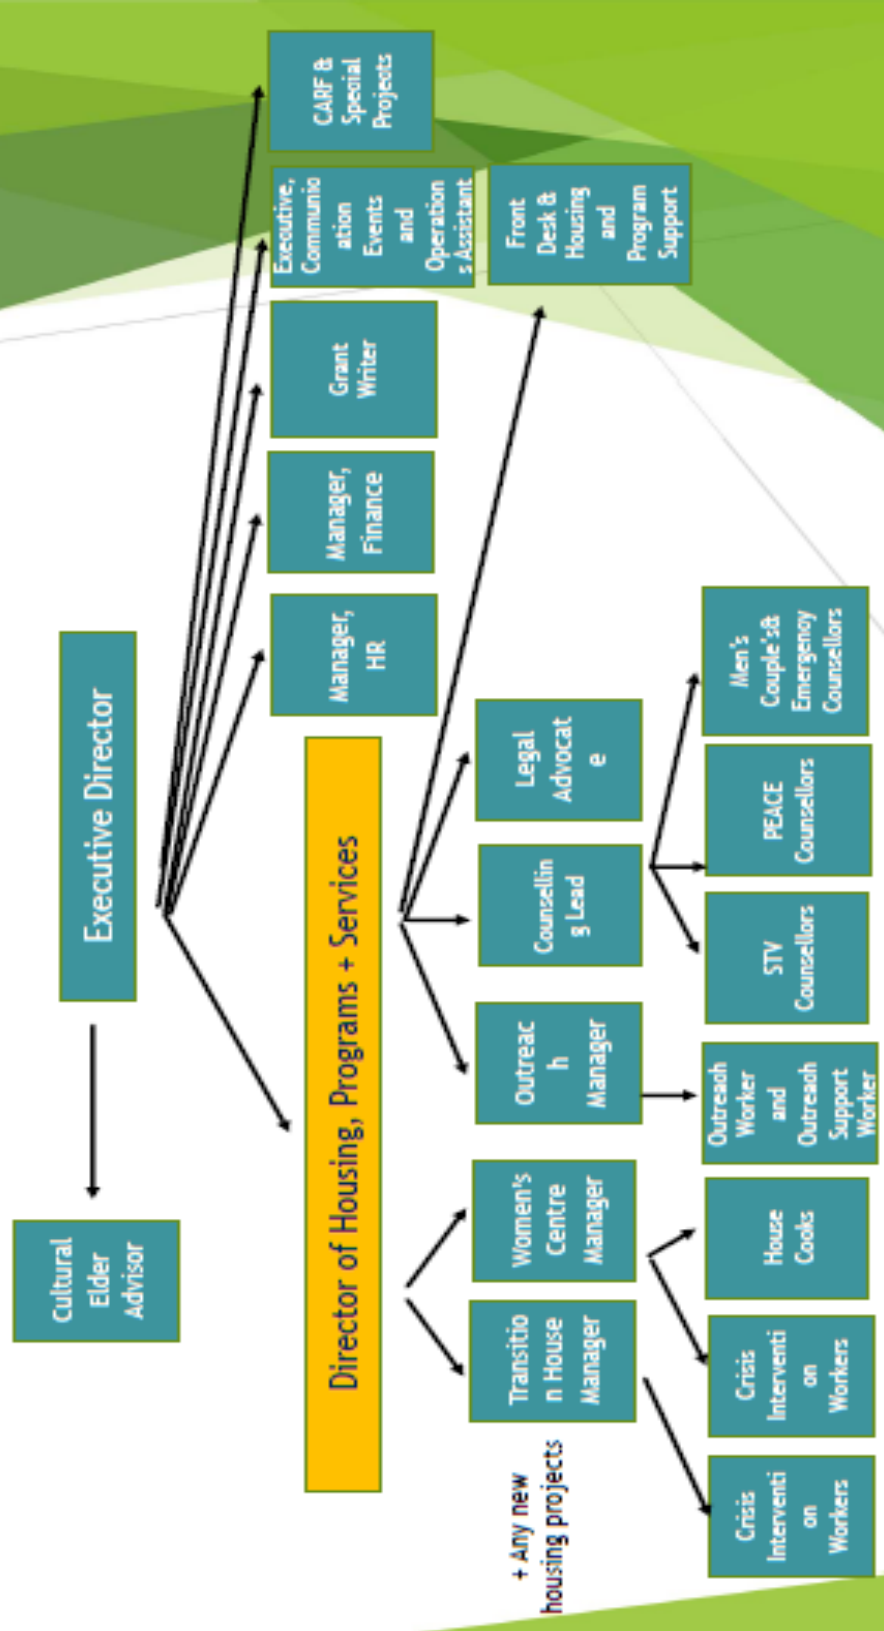 Cultural
Elder
Advisor
Executive Director
Director of Housing, Programs + Services
Manager,
HR
Manager,
Finance
Grant
Writer
Executive,
Communic
ation
Events
and
Operation
s Assistant
CARF &
Special
Projects
+ Any new
housing projects
Transitio
n House
Manager
Women's
Centre
Manager
Outreac
h
Manager
Counsellin
g Lead
Legal
Advocat
e
Front
Desk &
Housing
and
Program
Support
Crisis
Interventi
on
Workers
Crisis
Interventi
on
Workers
House
Cooks
Outreach
Worker
and
Outreach
Support
Worker
STV
Counsellors
PEACE
Counsellors
Men's
Couple's&
Emergency
Counsellors